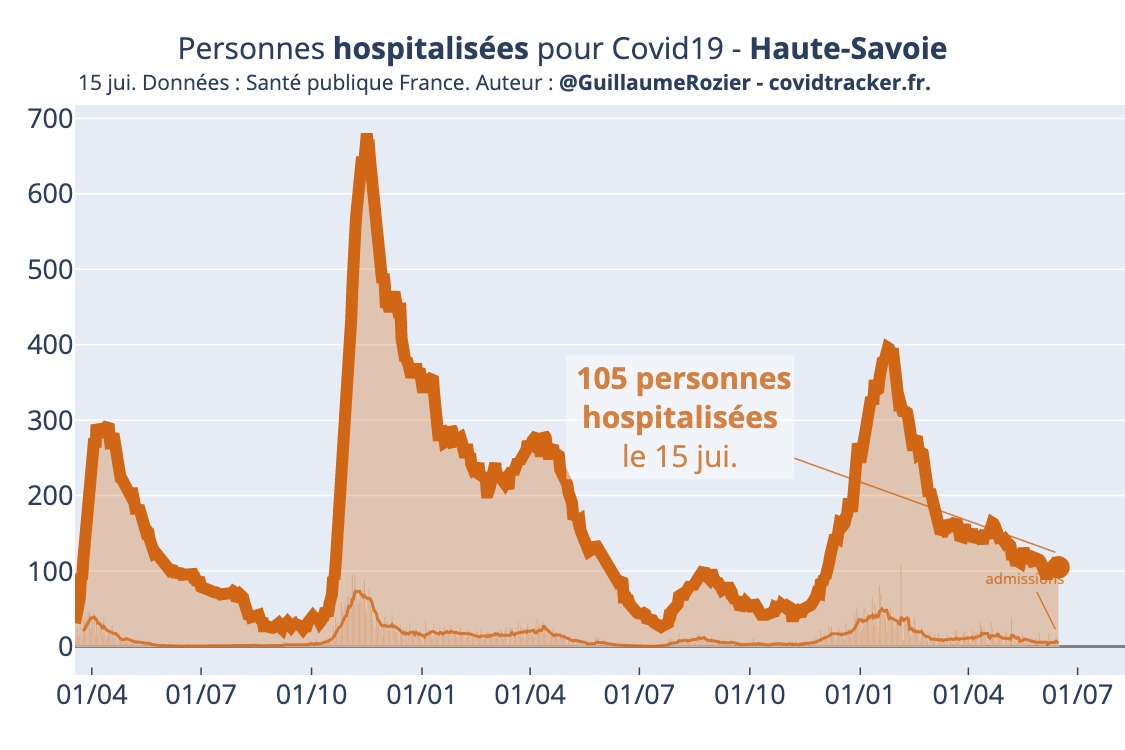 Personnes hospitalisées pour Covid19 - Haute-Savoie
15 jui. Données : Santé publique France. Auteur : @GuillaumeRozier - covidtracker.fr.
700
600
500
400
300
200
100
0
105 personnes
hospitalisées
le 15 jui.
admissions
01/04 01/07 01/10 01/01 01/04 01/07 01/10 01/01 01/04 01/07